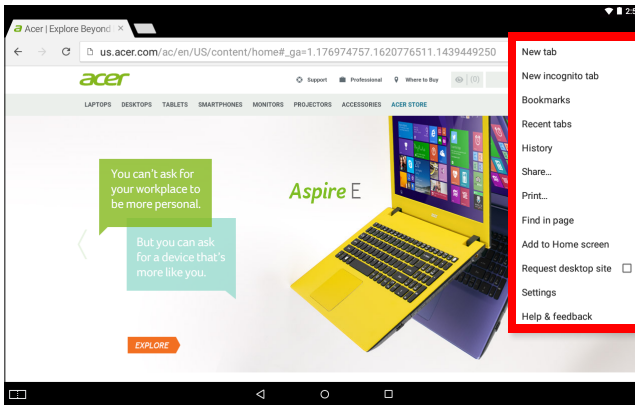 2:5
Acer | Explore Beyond
us.acer.com/ac/en/US/content/home#_ga=1.176974757.1620776511.1439449250
acer
Support Professional Where to Buy (0)
LAPTOPS DESKTOPS TABLETS SMARTPHONES MONITORS PROJECTORS ACCESSORIES ACER STORE
You can't ask for
your workplace to
be more personal.
But you can ask
for a device that's
more like you.
Aspire E
EXPLORE
New tab
New incognito tab
Bookmarks
Recent tabs
History
Share...
Print...
Find in page
Add to Home screen
Request desktop site
Settings
Help & feedback